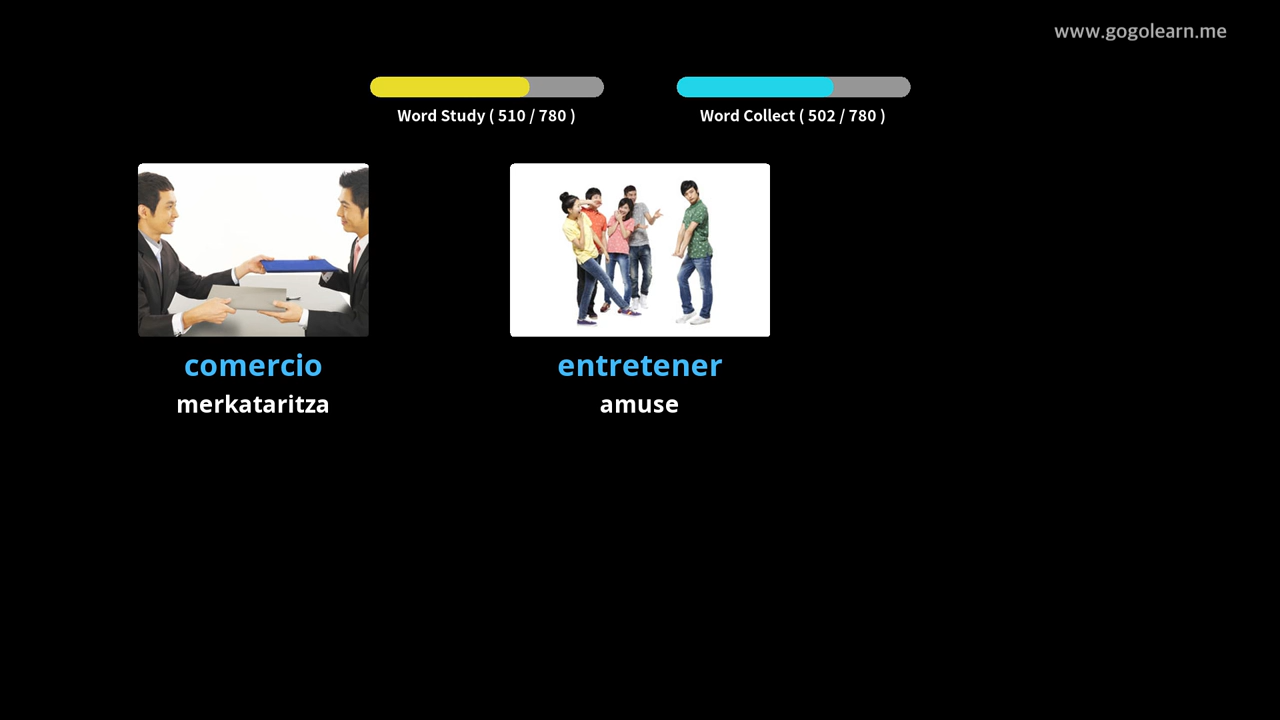 www.gogolearn.me
Word Study ( 510 / 780 )
Word Collect ( 502 / 780 )
comercio
merkataritza
entretener
amuse